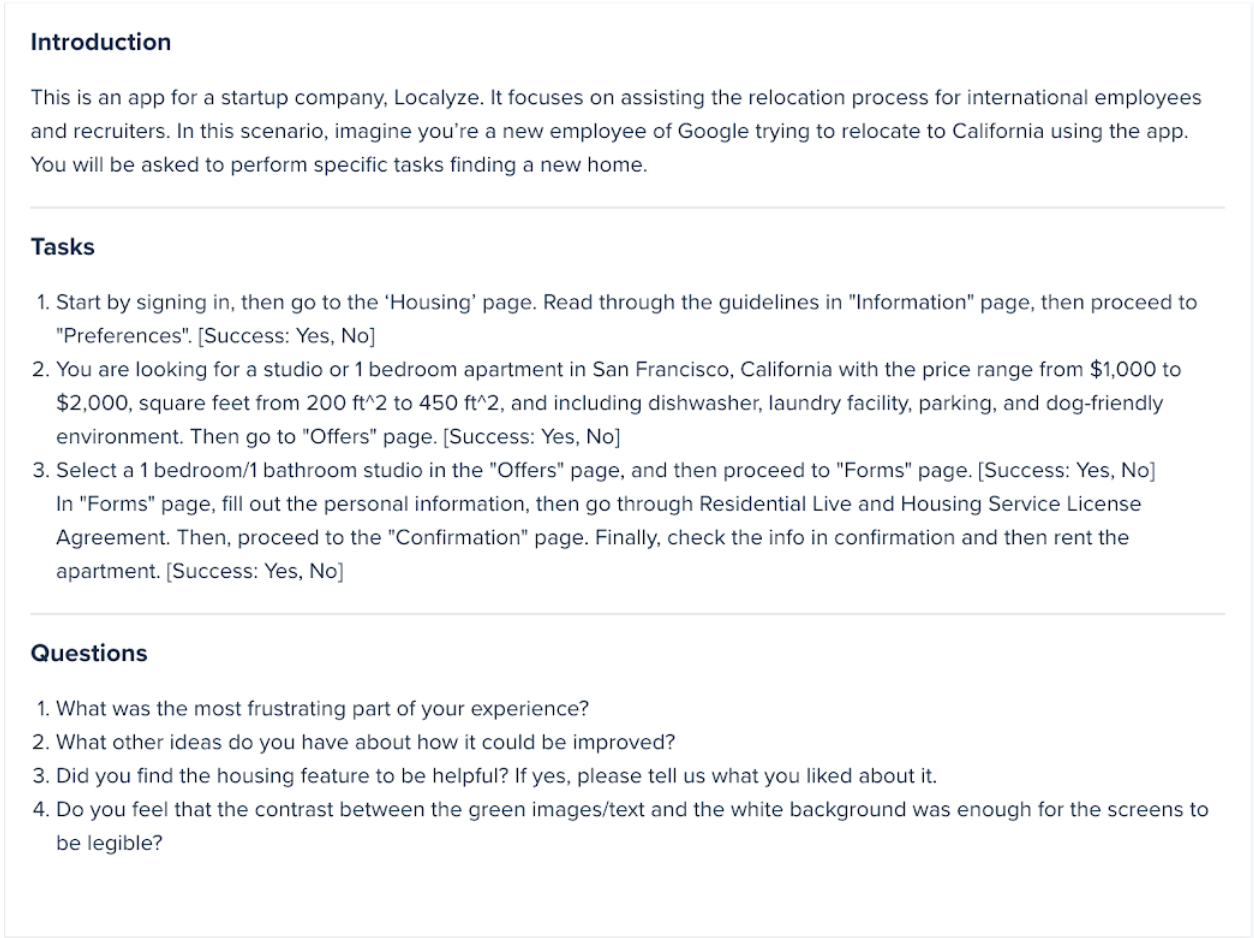 Introduction
This is an app for a startup company, Localyze. It focuses on assisting the relocation process for international employees
and recruiters. In this scenario, imagine you're a new employee of Google trying to relocate to California using the app.
You will be asked to perform specific tasks finding a new home.
Tasks
1. Start by signing in, then go to the ‘Housing’ page. Read through the guidelines in "Information" page, then proceed to
"Preferences". [Success: Yes, No]
2. You are looking for a studio or 1 bedroom apartment in San Francisco, California with the price range from $1,000 to
$2,000, square feet from 200 ft^2 to 450 ft^2, and including dishwasher, laundry facility, parking, and dog-friendly
environment. Then go to "Offers" page. [Success: Yes, No]
3. Select a 1 bedroom/1 bathroom studio in the "Offers" page, and then proceed to "Forms" page. [Success: Yes, No]
In "Forms" page, fill out the personal information, then go through Residential Live and Housing Service License
Agreement. Then, proceed to the "Confirmation" page. Finally, check the info in confirmation and then rent the
apartment. [Success: Yes, No]
Questions
1. What was the most frustrating part of your experience?
2. What other ideas do you have about how it could be improved?
3. Did you find the housing feature to be helpful? If yes, please tell us what you liked about it.
4. Do you feel that the contrast between the green images/text and the white background was enough for the screens to
be legible?